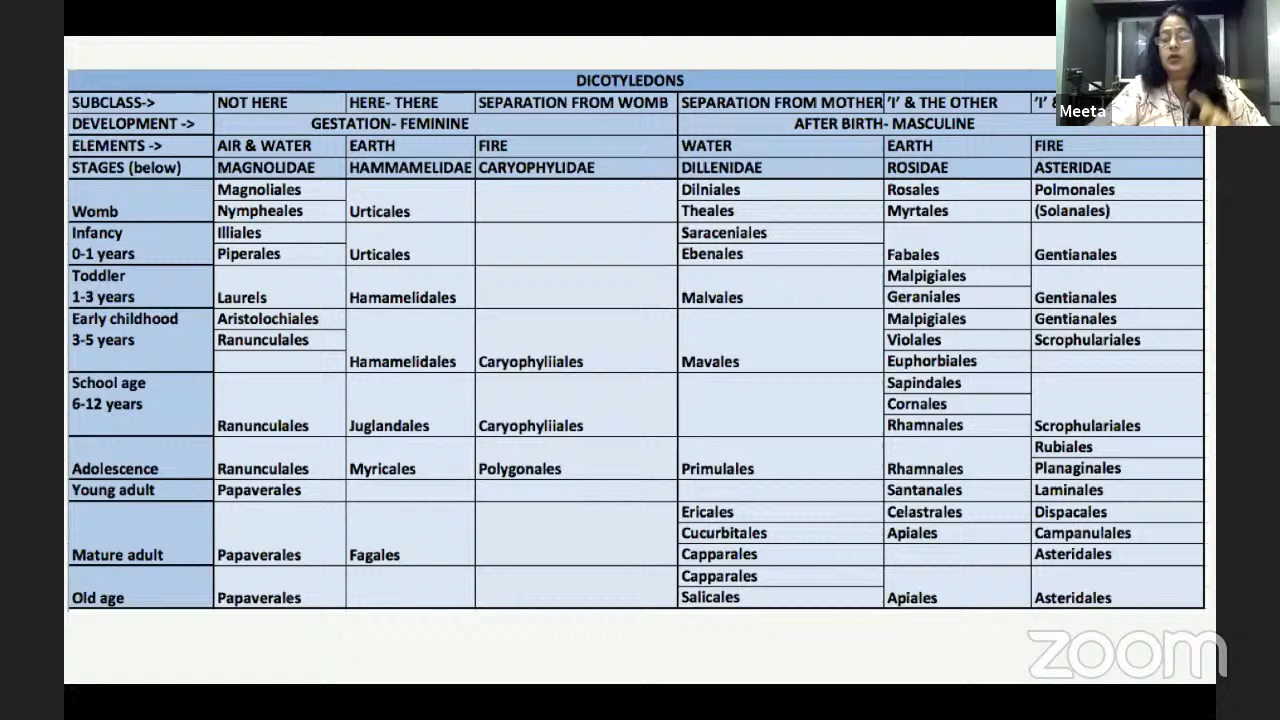 DICOTYLEDONS
SUBCLASS-> NOT HERE HERE- THERE SEPARATION FROM WOMB SEPARATION FROM MOTHER 'I' & THE OTHER 'I' &
DEVELOPMENT -> GESTATION- FEMININE AFTER BIRTH- MASCULINE
ELEMENTS -> AIR & WATER EARTH FIRE WATER EARTH FIRE
STAGES (below) MAGNOLIDAE HAMMAMELIDAE CARYOPHYLIDAE DILLENIDAE ROSIDAE ASTERIDAE
Magnoliales Dilniales Rosales Polmonales
Womb Nympheales Urticales Theales Myrtales (Solanales)
Infancy Illiales Saraceniales
0-1 years Piperales Urticales Ebenales Fabales Gentianales
Toddler Malpigiales
1-3 years Laurels Hamamelidales Malvales Geraniales Gentianales
Early childhood Aristolochiales Malpigiales Gentianales
3-5 years Ranunculales Violales Scrophulariales
Hamamelidales Caryophyliiales Mavales Euphorbiales
School age Sapindales
6-12 years Cornales
Ranunculales Juglandales Caryophyliiales Rhamnales Scrophulariales
Rubiales
Adolescence Ranunculales Myricales Polygonales Primulales Rhamnales Planaginales
Young adult Papaverales Santanales Laminales
Ericales Celastrales Dispacales
Cucurbitales Apiales Campanulales
Mature adult Papaverales Fagales Capparales Asteridales
Capparales
Old age Papaverales Salicales Apiales Asteridales
Meeta
zoom